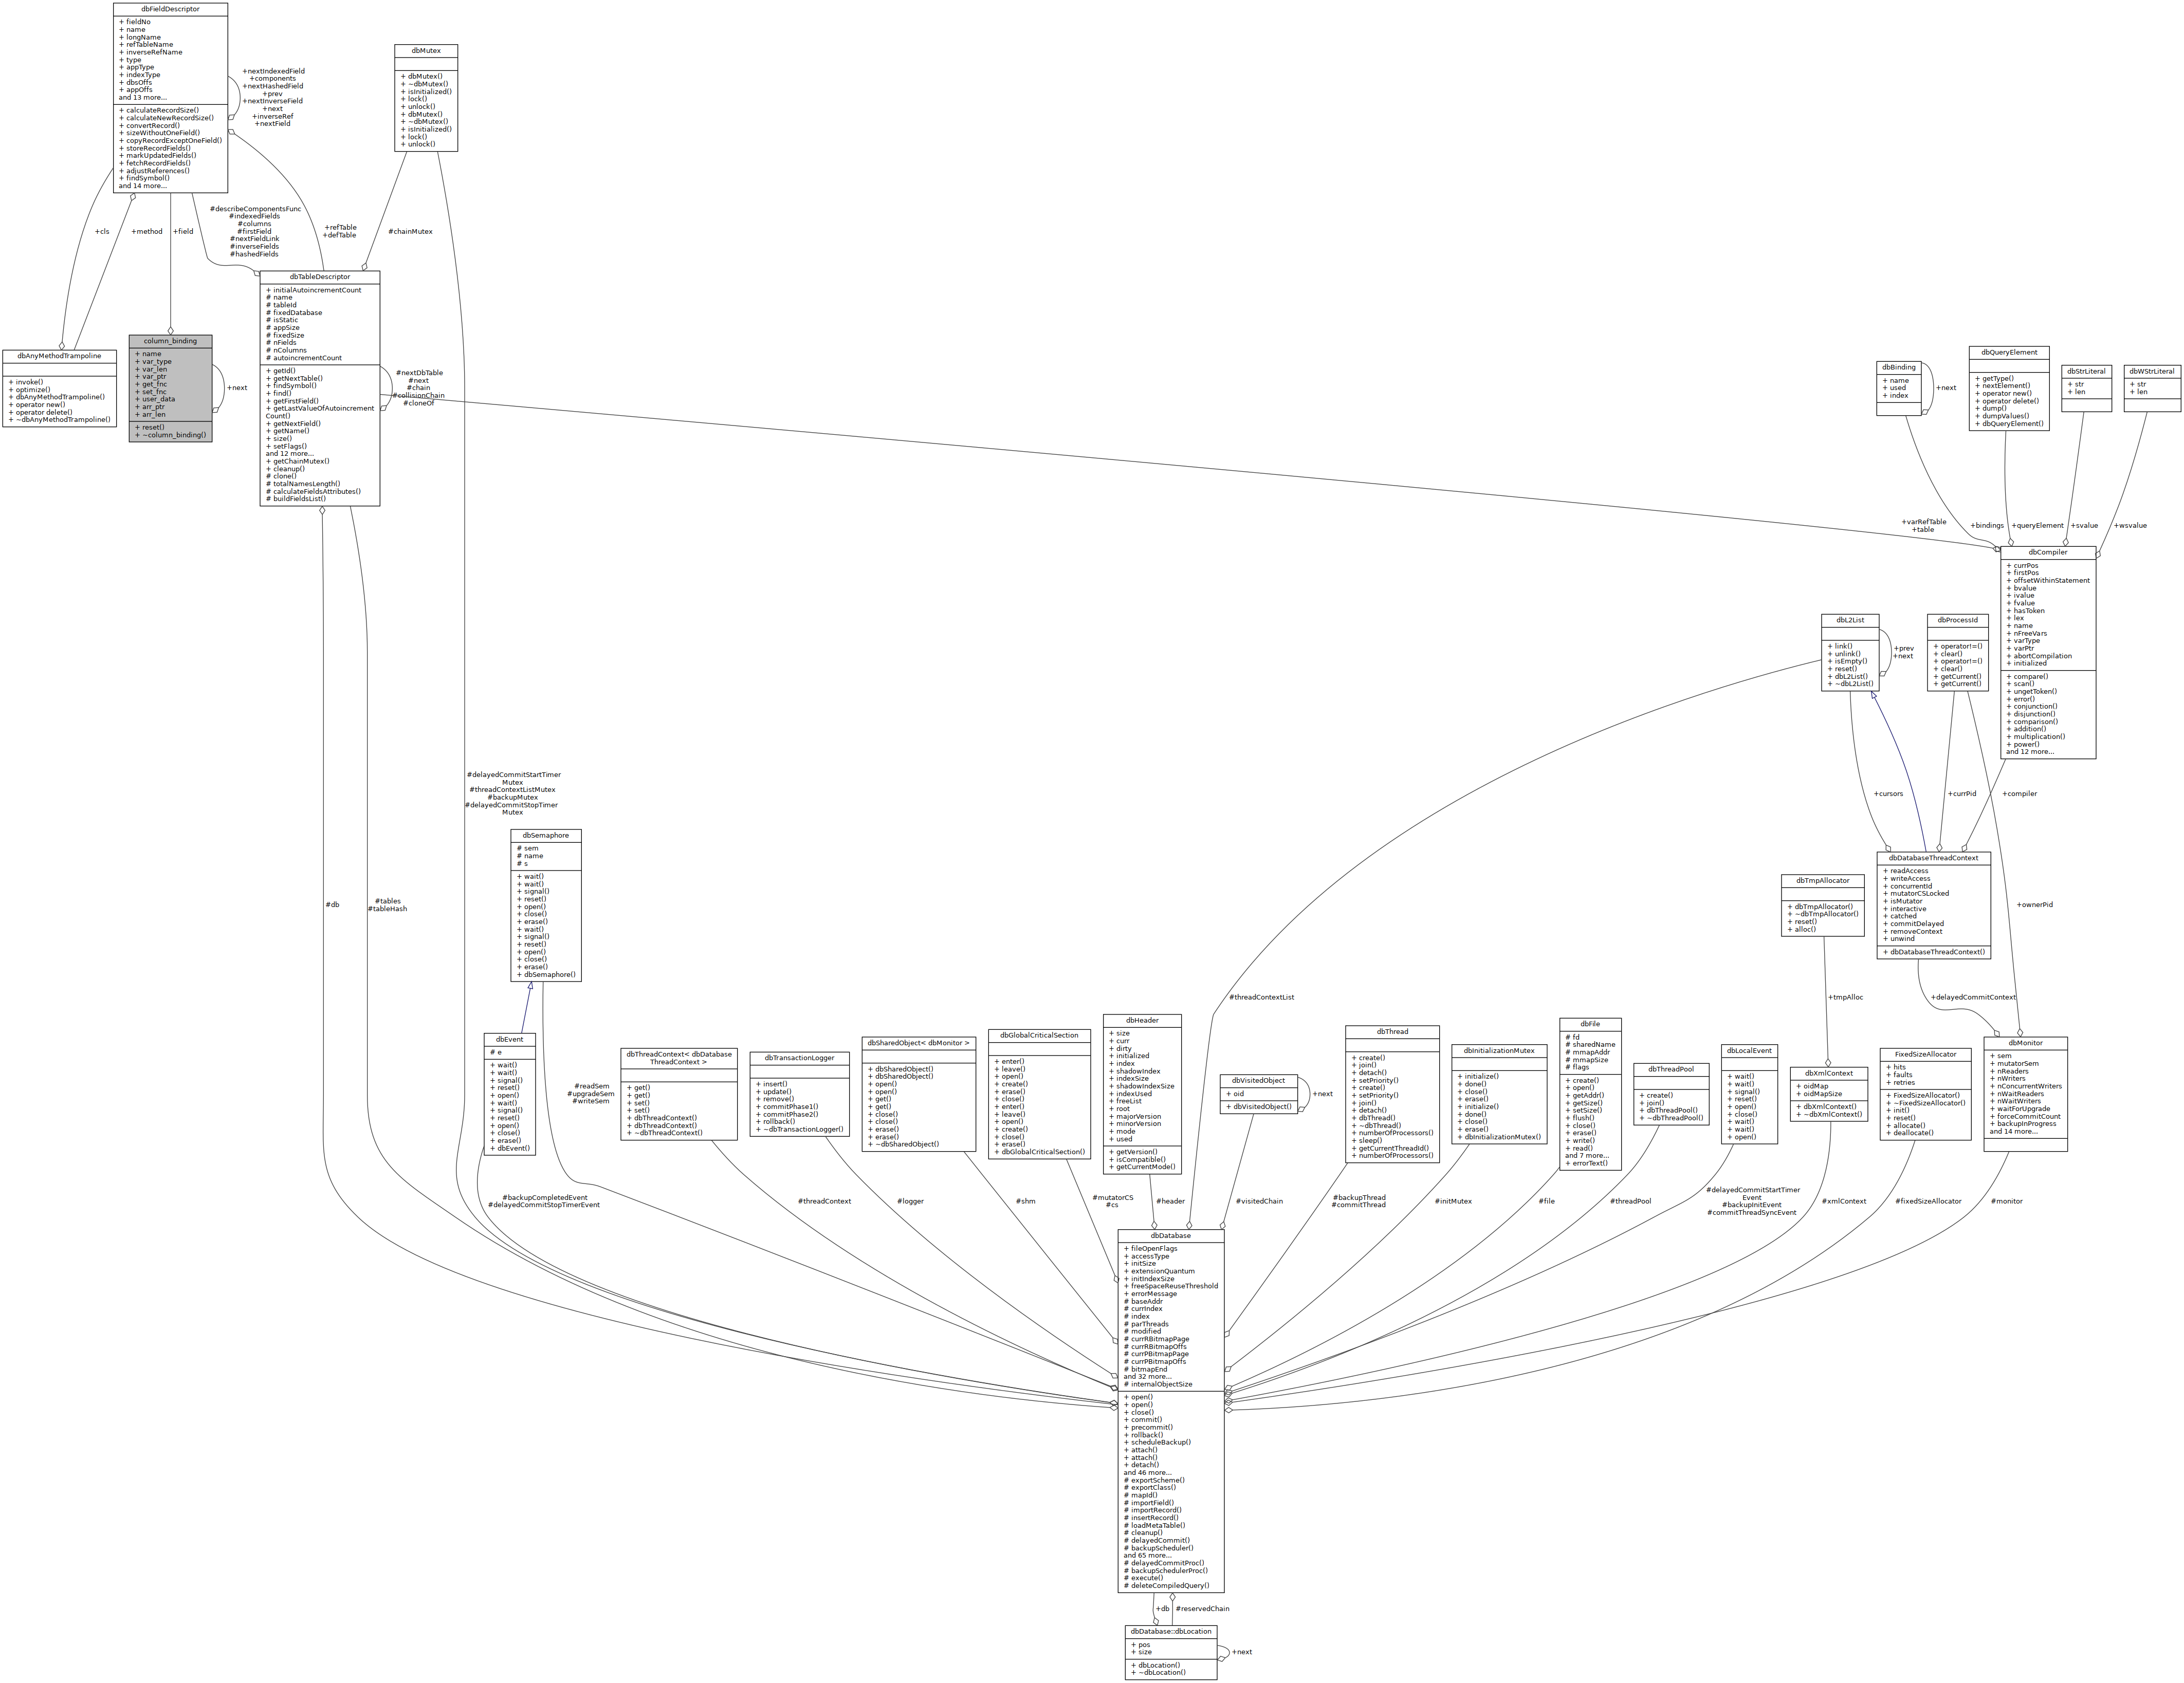 dbFieldDescriptor
+ fieldNo
+ name
+ longName
+ refTableName
+ inverseRefName
+ type
+ appType
+ indexType
+ dbsOffs
+ appOffs
and 13 more...
+ calculateRecordSize()
+ calculateNewRecordSize()
+ convertRecord()
+ sizeWithoutOneField()
+ copyRecordExceptOneField()
+ storeRecordFields()
+ markUpdatedFields()
+ fetchRecordFields()
+ adjustReferences()
+ findSymbol()
and 14 more...
+nextIndexedField
+components
+nextHashedField
+prev
+nextInverseField
+next
+inverseRef
+nextField
dbMutex
+ dbMutex()
+ ~dbMutex()
+ isInitialized()
+ lock()
+ unlock()
+ dbMutex()
+ ~dbMutex()
+ isInitialized()
+ lock()
+ unlock()
+cls
+method
+field
#describeComponentsFunc
#indexedFields
#columns
#firstField
#nextFieldLink
#inverseFields
#hashedFields
+refTable
+defTable
#chainMutex
dbAnyMethodTrampoline
+ invoke()
+ optimize()
+ dbAnyMethodTrampoline()
+ operator new()
+ operator delete()
+ ~dbAnyMethodTrampoline()
column_binding
+ name
+ var_type
+ var_len
+ var_ptr
+ get_fnc
+ set_fnc
+ user_data
+ arr_ptr
+ arr_len
+ reset()
+ ~column_binding()
+next
dbTableDescriptor
+ initialAutoincrementCount
# name
# tableId
# fixedDatabase
# isStatic
# appSize
# fixedSize
# nFields
# nColumns
# autoincrementCount
+ getId()
+ getNextTable()
+ findSymbol()
+ find()
+ getFirstField()
+ getLastValueOfAutoincrement
Count()
+ getNextField()
+ getName()
+ size()
+ setFlags()
and 12 more...
+ getChainMutex()
+ cleanup()
# clone()
# totalNamesLength()
# calculateFieldsAttributes()
# buildFieldsList()
#nextDbTable
#next
#chain
#collisionChain
#cloneOf
dbBinding
+ name
+ used
+ index
+next
dbQueryElement
+ getType()
+ nextElement()
+ operator new()
+ operator delete()
+ dump()
+ dumpValues()
+ dbQueryElement()
dbStrLiteral
+ str
+ len
dbWStrLiteral
+ str
+ len
+varRefTable
+table
+bindings
+queryElement
+svalue
+wsvalue
dbCompiler
+ currPos
+ firstPos
+ offsetWithinStatement
+ bvalue
+ ivalue
+ fvalue
+ hasToken
+ lex
+ name
+ nFreeVars
+ varType
+ varPtr
+ abortCompilation
+ initialized
+ compare()
+ scan()
+ ungetToken()
+ error()
+ conjunction()
+ disjunction()
+ comparison()
+ addition()
+ multiplication()
+ power()
and 12 more...
dbL2List
+ link()
+ unlink()
+ isEmpty()
+ reset()
+ dbL2List()
+ ~dbL2List()
+prev
+next
dbProcessId
+ operator!=()
+ clear()
+ operator!=()
+ clear()
+ getCurrent()
+ getCurrent()
+cursors
+currPid
+compiler
#delayedCommitStartTimer
Mutex
#threadContextListMutex
#backupMutex
#delayedCommitStopTimer
Mutex
dbSemaphore
# sem
# name
# s
+ wait()
+ wait()
+ signal()
+ reset()
+ open()
+ close()
+ erase()
+ wait()
+ signal()
+ reset()
+ open()
+ close()
+ erase()
+ dbSemaphore()
dbTmpAllocator
+ dbTmpAllocator()
+ ~dbTmpAllocator()
+ reset()
+ alloc()
dbDatabaseThreadContext
+ readAccess
+ writeAccess
+ concurrentId
+ mutatorCSLocked
+ isMutator
+ interactive
+ catched
+ commitDelayed
+ removeContext
+ unwind
+ dbDatabaseThreadContext()
#db
#tables
#tableHash
+ownerPid
#threadContextList
+tmpAlloc
+delayedCommitContext
dbEvent
# e
+ wait()
+ wait()
+ signal()
+ reset()
+ open()
+ wait()
+ signal()
+ reset()
+ open()
+ close()
+ erase()
+ dbEvent()
#readSem
#upgradeSem
#writeSem
dbThreadContext< dbDatabase
ThreadContext >
+ get()
+ get()
+ set()
+ set()
+ dbThreadContext()
+ dbThreadContext()
+ ~dbThreadContext()
dbTransactionLogger
+ insert()
+ update()
+ remove()
+ commitPhase1()
+ commitPhase2()
+ rollback()
+ ~dbTransactionLogger()
dbSharedObject< dbMonitor >
+ dbSharedObject()
+ dbSharedObject()
+ open()
+ open()
+ get()
+ get()
+ close()
+ close()
+ erase()
+ erase()
+ ~dbSharedObject()
dbGlobalCriticalSection
+ enter()
+ leave()
+ open()
+ create()
+ erase()
+ close()
+ enter()
+ leave()
+ open()
+ create()
+ close()
+ erase()
+ dbGlobalCriticalSection()
dbHeader
+ size
+ curr
+ dirty
+ initialized
+ index
+ shadowIndex
+ indexSize
+ shadowIndexSize
+ indexUsed
+ freeList
+ root
+ majorVersion
+ minorVersion
+ mode
+ used
+ getVersion()
+ isCompatible()
+ getCurrentMode()
dbVisitedObject
+ oid
+ dbVisitedObject()
+next
dbThread
+ create()
+ join()
+ detach()
+ setPriority()
+ create()
+ setPriority()
+ join()
+ detach()
+ dbThread()
+ ~dbThread()
+ numberOfProcessors()
+ sleep()
+ getCurrentThreadId()
+ numberOfProcessors()
dbInitializationMutex
+ initialize()
+ done()
+ close()
+ erase()
+ initialize()
+ done()
+ close()
+ erase()
+ dbInitializationMutex()
dbFile
# fd
# sharedName
# mmapAddr
# mmapSize
# flags
+ create()
+ open()
+ getAddr()
+ getSize()
+ setSize()
+ flush()
+ close()
+ erase()
+ write()
+ read()
and 7 more...
+ errorText()
dbThreadPool
+ create()
+ join()
+ dbThreadPool()
+ ~dbThreadPool()
dbLocalEvent
+ wait()
+ wait()
+ signal()
+ reset()
+ open()
+ close()
+ wait()
+ wait()
+ open()
dbXmlContext
+ oidMap
+ oidMapSize
+ dbXmlContext()
+ ~dbXmlContext()
FixedSizeAllocator
+ hits
+ faults
+ retries
+ FixedSizeAllocator()
+ ~FixedSizeAllocator()
+ init()
+ reset()
+ allocate()
+ deallocate()
dbMonitor
+ sem
+ mutatorSem
+ nReaders
+ nWriters
+ nConcurrentWriters
+ nWaitReaders
+ nWaitWriters
+ waitForUpgrade
+ forceCommitCount
+ backupInProgress
and 14 more...
#backupCompletedEvent
#delayedCommitStopTimerEvent
#threadContext
#logger
#shm
#mutatorCS
#cs
#header
#visitedChain
#backupThread
#commitThread
#initMutex
#file
#threadPool
#delayedCommitStartTimer
Event
#backupInitEvent
#commitThreadSyncEvent
#xmlContext
#fixedSizeAllocator
#monitor
dbDatabase
+ fileOpenFlags
+ accessType
+ initSize
+ extensionQuantum
+ initIndexSize
+ freeSpaceReuseThreshold
+ errorMessage
# baseAddr
# currIndex
# index
# parThreads
# modified
# currRBitmapPage
# currRBitmapOffs
# currPBitmapPage
# currPBitmapOffs
# bitmapEnd
and 32 more...
# internalObjectSize
+ open()
+ open()
+ close()
+ commit()
+ precommit()
+ rollback()
+ scheduleBackup()
+ attach()
+ attach()
+ detach()
and 46 more...
# exportScheme()
# exportClass()
# mapId()
# importField()
# importRecord()
# insertRecord()
# loadMetaTable()
# cleanup()
# delayedCommit()
# backupScheduler()
and 65 more...
# delayedCommitProc()
# backupSchedulerProc()
# execute()
# deleteCompiledQuery()
+db
#reservedChain
dbDatabase::dbLocation
+ pos
+ size
+ dbLocation()
+ ~dbLocation()
+next